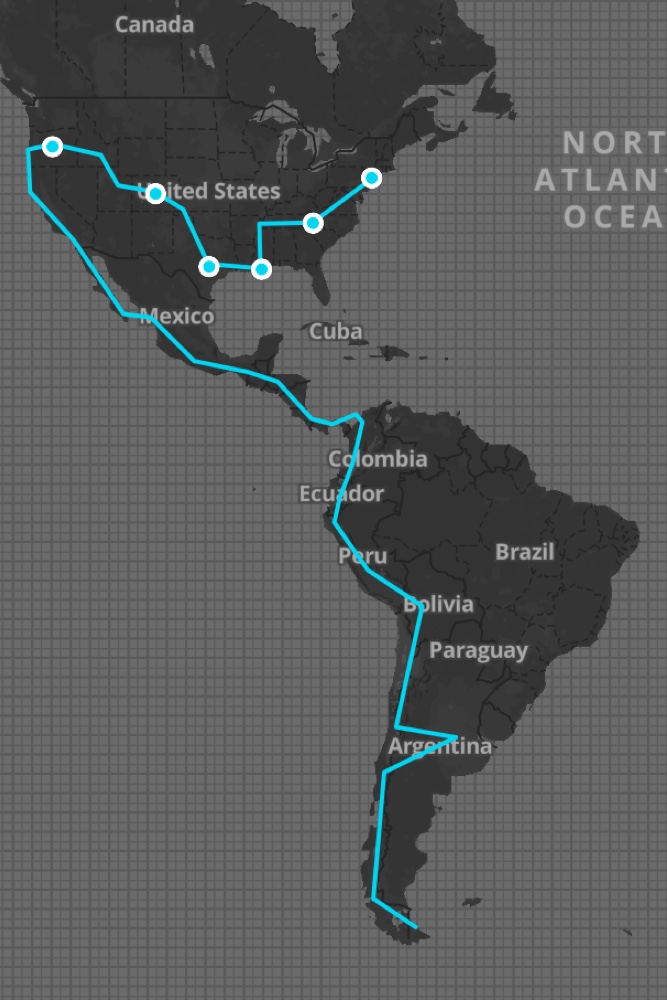 Canada
NORT
ATLANT
OCEA
United States
Mexico
Cuba
Colombia
Ecuador
Peru
Brazil
Bolivia
Paraguay
Argentina